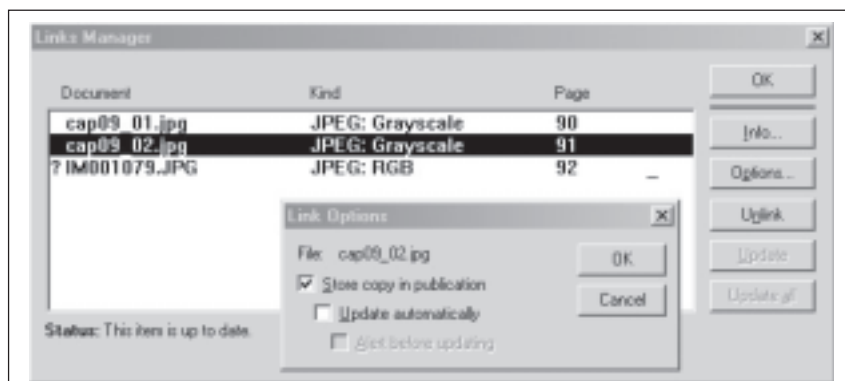 Links Manager
Document Kind Page
cap09_01.jpg JPEG: Grayscale 90
cap09_02.jpg JPEG: Grayscale 91
? IM001079.JPG JPEG: RGB 92
OK
Info...
Options...
Unlink
Update
Update all
Link Options
File: cap09_02.jpg
Store copy in publication
Update automatically
Alert before updating
OK
Cancel
Status: This item is up to date.